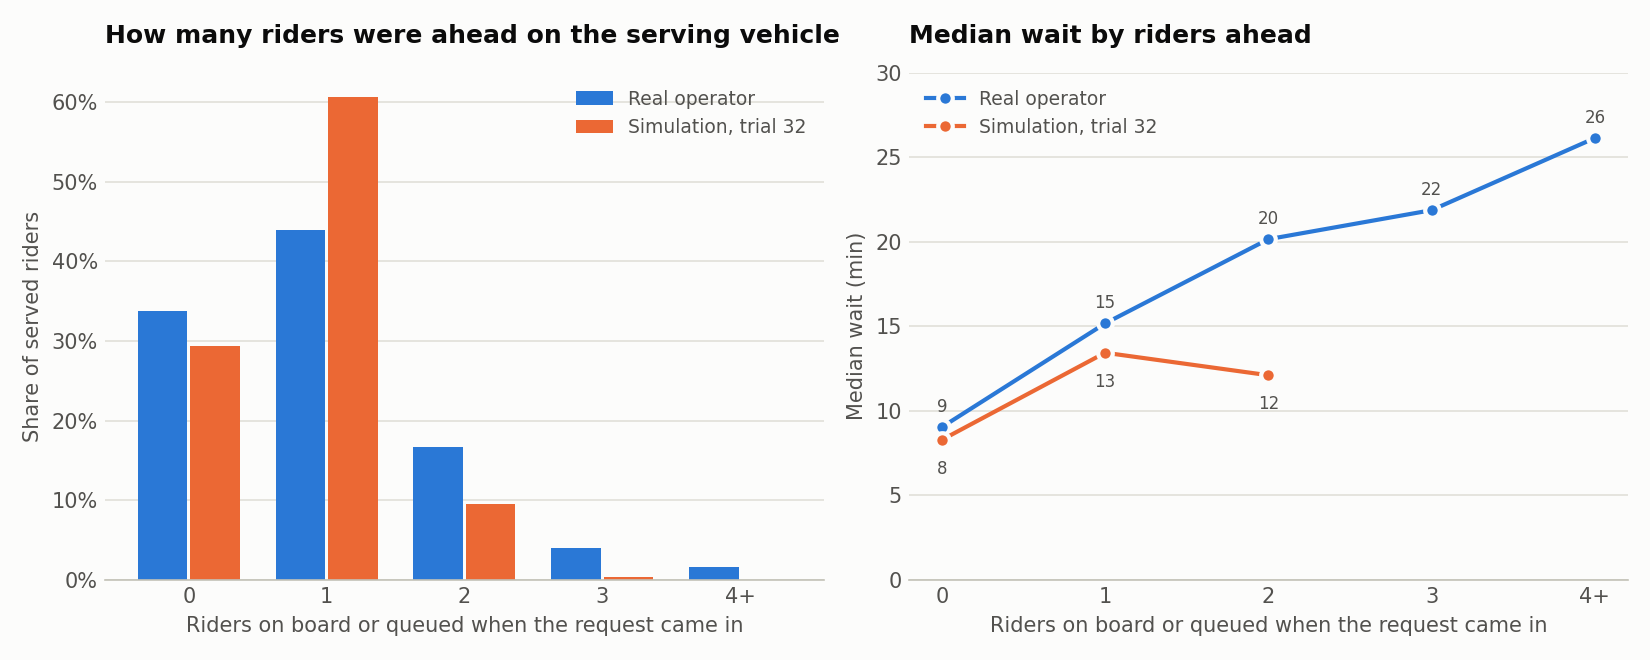 How many riders were ahead on the serving vehicle
Real operator
Simulation, trial 32
60%
50%
40%
30%
20%
10%
0%
Share of served riders
0 1 2 3 4+
Riders on board or queued when the request came in
Median wait by riders ahead
Real operator
Simulation, trial 32
30
25
20
15
10
5
0
Median wait (min)
9
15
20
22
26
8
13
12
0 1 2 3 4+
Riders on board or queued when the request came in